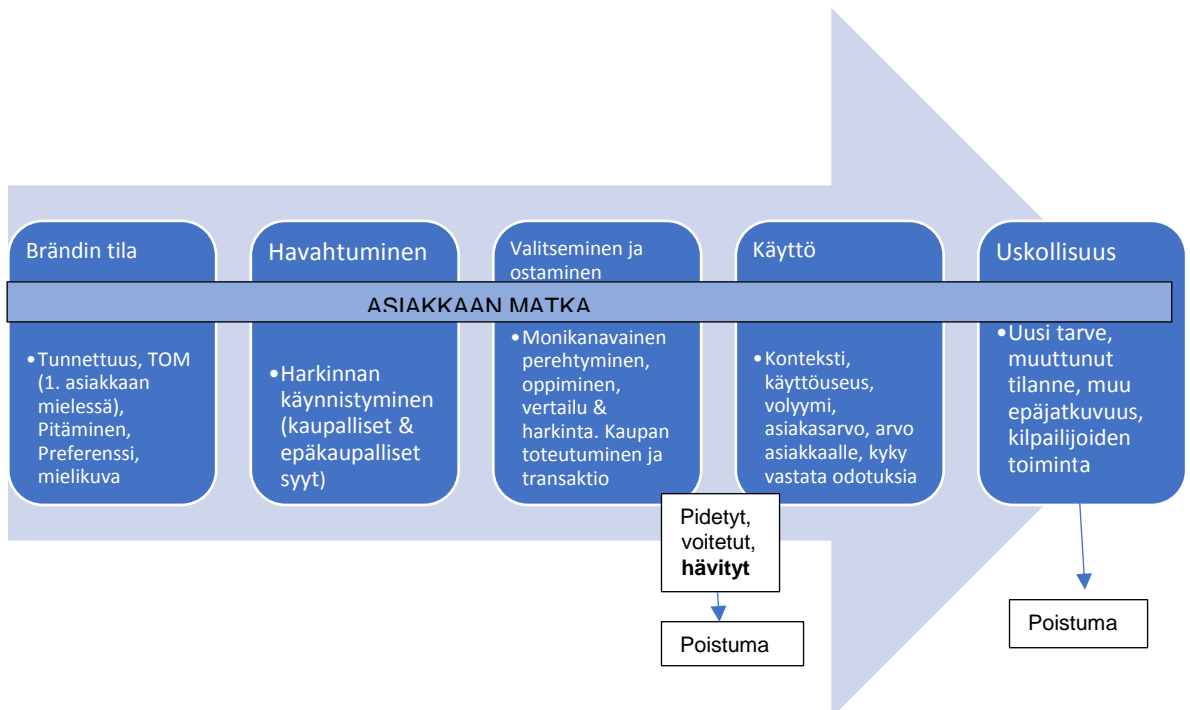 Brändin tila
Havahtuminen
Valitseminen ja
ostaminen
Käyttö
Uskollisuus
ASIAKKAAN MATKA
•Tunnettuus, TOM
(1. asiakkaan
mielessä),
Pitäminen,
Preferenssi,
mielikuva
•Harkinnan
käynnistyminen
(kaupalliset &
epäkaupalliset
syyt)
•Monikanavainen
perehtyminen,
oppiminen,
vertailu &
harkinta. Kaupan
toteutuminen ja
transaktio
•Konteksti,
käyttöuseus,
volyymi,
asiakasarvo, arvo
asiakkaalle, kyky
vastata odotuksia
•Uusi tarve,
muuttunut
tilanne, muu
epäjatkuvuus,
kilpailijoiden
toiminta
Pidetyt,
voitetut,
hävityt
Poistuma
Poistuma